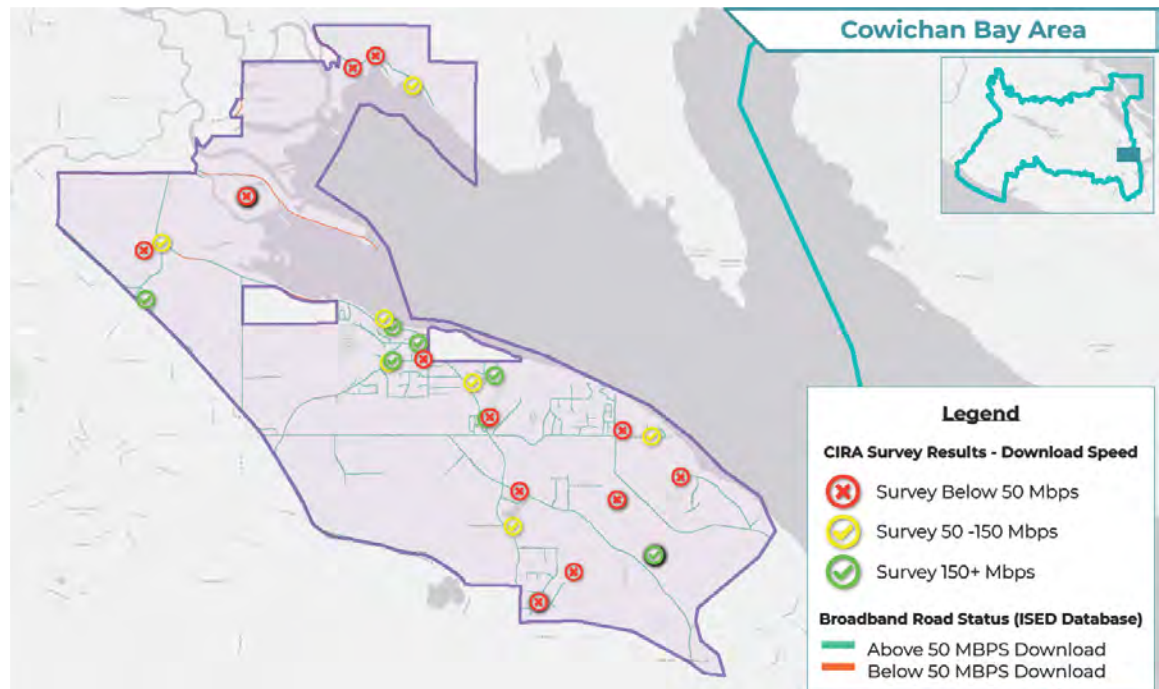 Cowichan Bay Area
Legend
CIRA Survey Results - Download Speed
Survey Below 50 Mbps
Survey 50 -150 Mbps
Survey 150+ Mbps
Broadband Road Status (ISED Database)
Above 50 MBPS Download
Below 50 MBPS Download